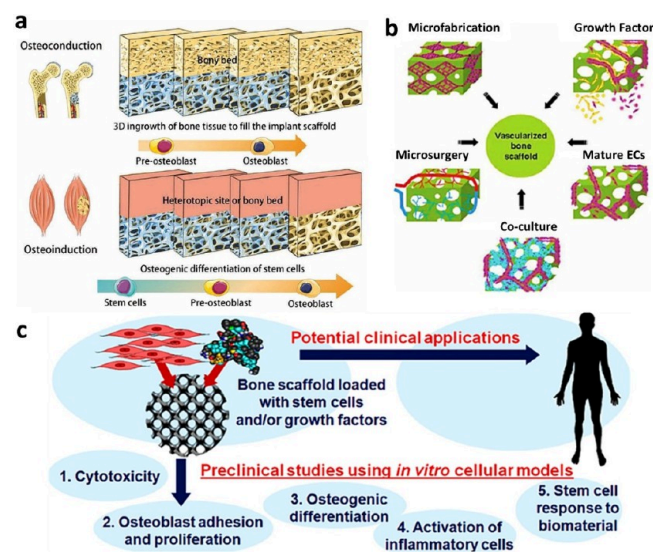 a
Osteoconduction
Bony bed
3D ingrowth of bone tissue to fill the implant scaffold
Pre-osteoblast
Osteoblast
Osteoinduction
Heterotopic site or bony bed
Osteogenic differentiation of stem cells
Stem cells
Pre-osteoblast
Osteoblast
b
Microfabrication
Growth Factor
Vascularized
bone
scaffold
Microsurgery
Mature ECs
Co-culture
c
Potential clinical applications
Bone scaffold loaded
with stem cells
and/or growth factors
Preclinical studies using in vitro cellular models
1. Cytotoxicity
2. Osteoblast adhesion
and proliferation
3. Osteogenic
differentiation
4. Activation of
inflammatory cells
5. Stem cell
response to
biomaterial